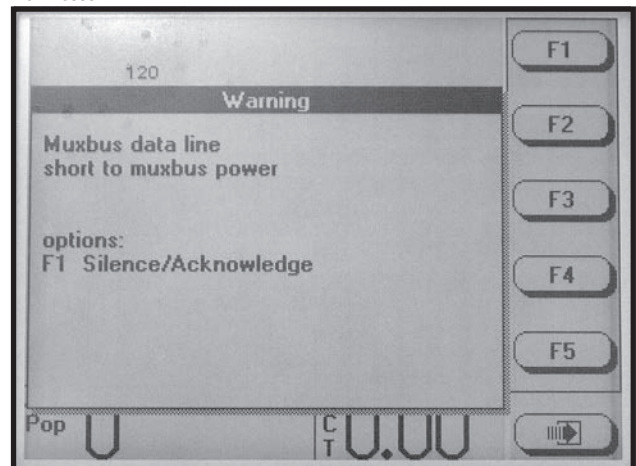 120
Warning
Muxbus data line
short to muxbus power
options:
F1 Silence/Acknowledge
Pop
C
T
F1
F2
F3
F4
F5